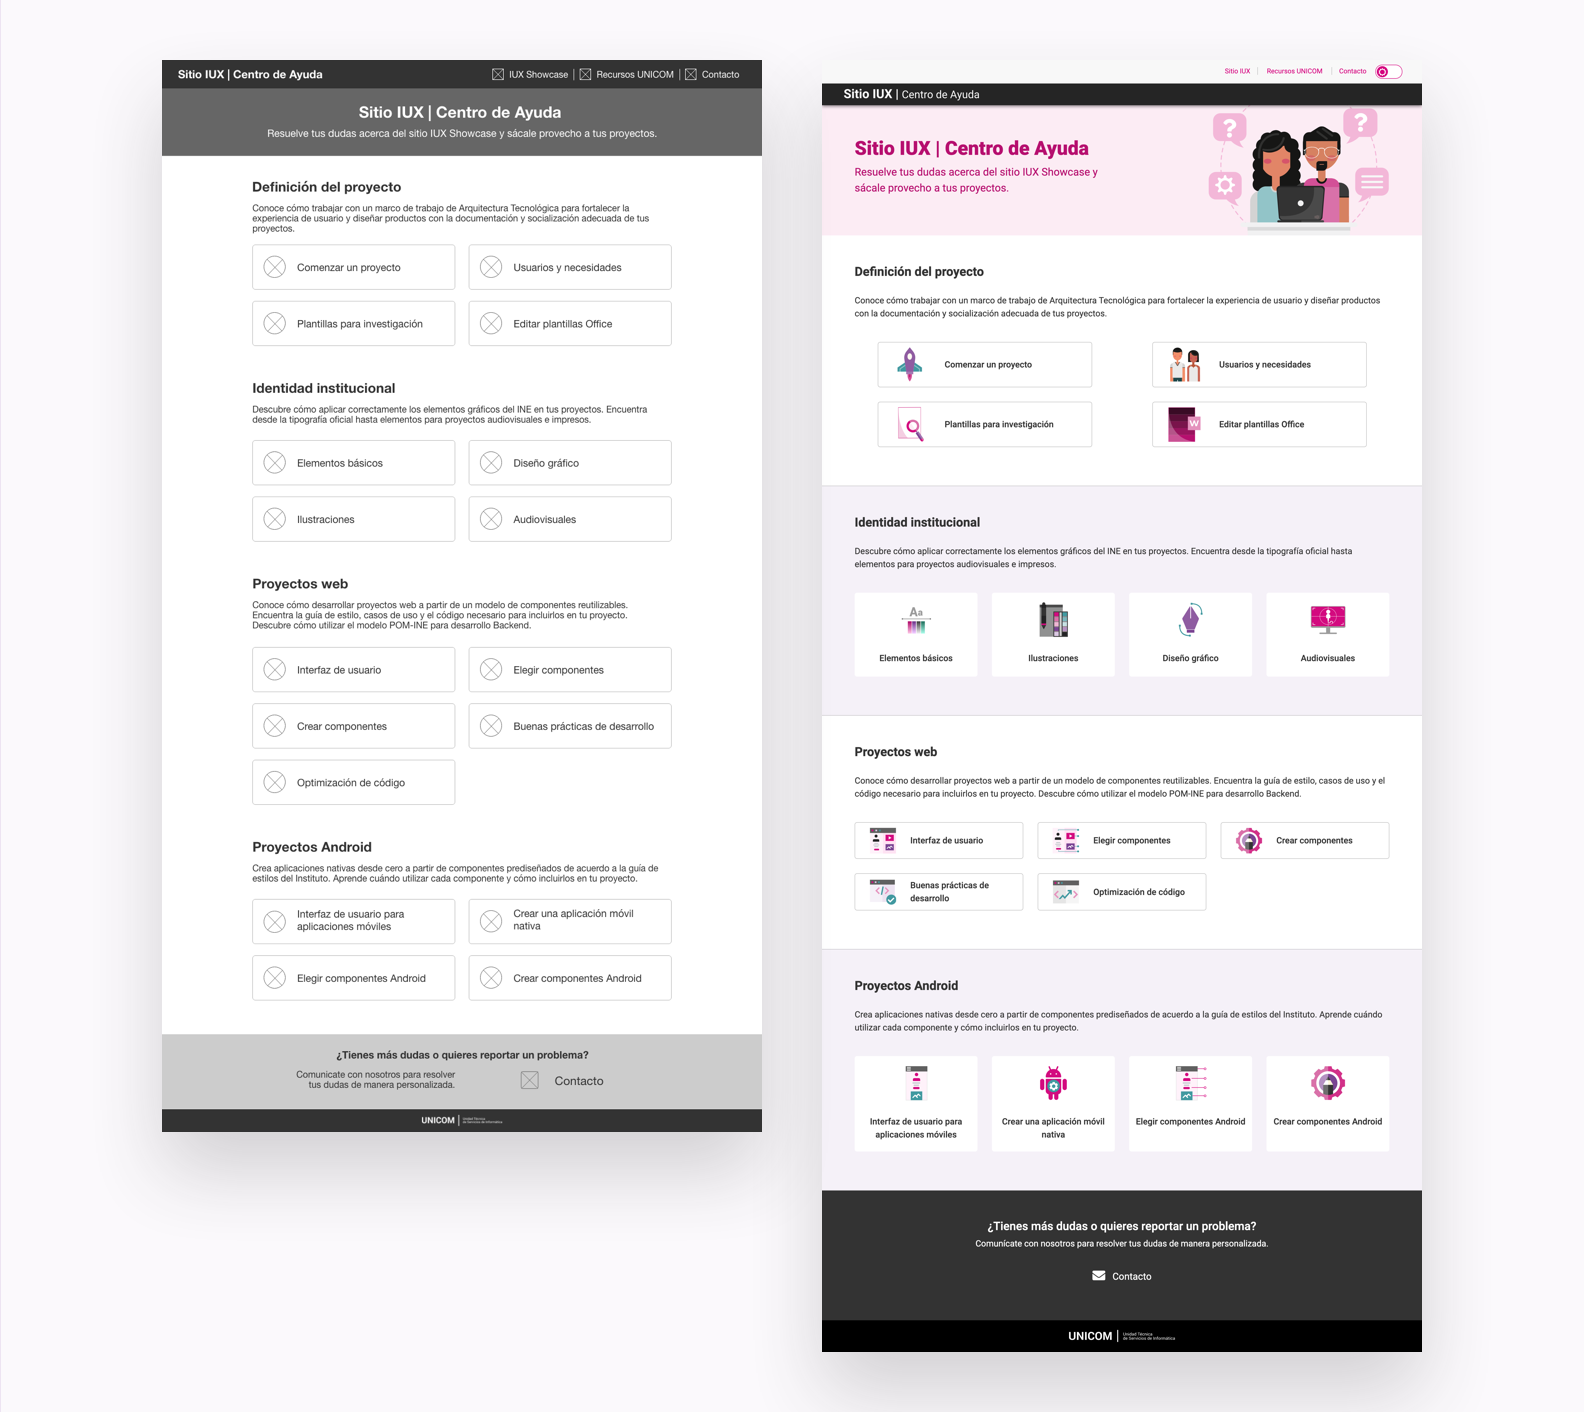 Sitio IUX | Centro de Ayuda
IUX Showcase | Recursos UNICOM | Contacto
Sitio IUX | Centro de Ayuda
Resuelve tus dudas acerca del sitio IUX Showcase y sácale provecho a tus proyectos.
Definición del proyecto
Conoce cómo trabajar con un marco de trabajo de Arquitectura Tecnológica para fortalecer la
experiencia de usuario y diseñar productos con la documentación y socialización adecuada de tus
proyectos.
Comenzar un proyecto
Usuarios y necesidades
Plantillas para investigación
Editar plantillas Office
Identidad institucional
Descubre cómo aplicar correctamente los elementos gráficos del INE en tus proyectos. Encuentra
desde la tipografía oficial hasta elementos para proyectos audiovisuales e impresos.
Elementos básicos
Diseño gráfico
Ilustraciones
Audiovisuales
Proyectos web
Conoce cómo desarrollar proyectos web a partir de un modelo de componentes reutilizables.
Encuentra la guía de estilo, casos de uso y el código necesario para incluirlos en tu proyecto.
Descubre cómo utilizar el modelo POM-INE para desarrollo Backend.
Interfaz de usuario
Elegir componentes
Crear componentes
Buenas prácticas de desarrollo
Optimización de código
Proyectos Android
Crea aplicaciones nativas desde cero a partir de componentes prediseñados de acuerdo a la guía de
estilos del Instituto. Aprende cuándo utilizar cada componente y cómo incluirlos en tu proyecto.
Interfaz de usuario para
aplicaciones móviles
Crear una aplicación móvil
nativa
Elegir componentes Android
Crear componentes Android
¿Tienes más dudas o quieres reportar un problema?
Comunicate con nosotros para resolver
tus dudas de manera personalizada.
Contacto
UNICOM | Unidad Técnica
de Servicios de Informática
Sitio IUX | Recursos UNICOM | Contacto
Sitio IUX | Centro de Ayuda
Sitio IUX | Centro de Ayuda
Resuelve tus dudas acerca del sitio IUX Showcase y
sácale provecho a tus proyectos.
? ?
Definición del proyecto
Conoce cómo trabajar con un marco de trabajo de Arquitectura Tecnológica para fortalecer la experiencia de usuario y diseñar productos
con la documentación y socialización adecuada de tus proyectos.
Comenzar un proyecto
Usuarios y necesidades
Plantillas para investigación
W
Editar plantillas Office
Identidad institucional
Descubre cómo aplicar correctamente los elementos gráficos del INE en tus proyectos. Encuentra desde la tipografía oficial hasta
elementos para proyectos audiovisuales e impresos.
Aa
Elementos básicos
Ilustraciones
Diseño gráfico
Audiovisuales
Proyectos web
Conoce cómo desarrollar proyectos web a partir de un modelo de componentes reutilizables. Encuentra la guía de estilo, casos de uso y el
código necesario para incluirlos en tu proyecto. Descubre cómo utilizar el modelo POM-INE para desarrollo Backend.
Interfaz de usuario
Elegir componentes
Crear componentes
Buenas prácticas de
desarrollo
Optimización de código
Proyectos Android
Crea aplicaciones nativas desde cero a partir de componentes prediseñados de acuerdo a la guía de estilos del Instituto. Aprende cuándo
utilizar cada componente y cómo incluirlos en tu proyecto.
Interfaz de usuario para
aplicaciones móviles
Crear una aplicación móvil
nativa
Elegir componentes Android
Crear componentes Android
¿Tienes más dudas o quieres reportar un problema?
Comunícate con nosotros para resolver tus dudas de manera personalizada.
Contacto
UNICOM | Unidad Técnica
de Servicios de Informática